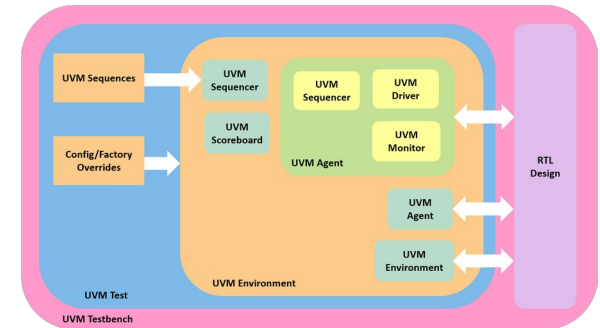 UVM Sequences
UVM
Sequencer
UVM
Sequencer
UVM
Driver
UVM
Scoreboard
UVM
Monitor
Config/Factory
Overrides
UVM Agent
RTL
Design
UVM
Agent
UVM
Environment
UVM Environment
UVM Test
UVM Testbench